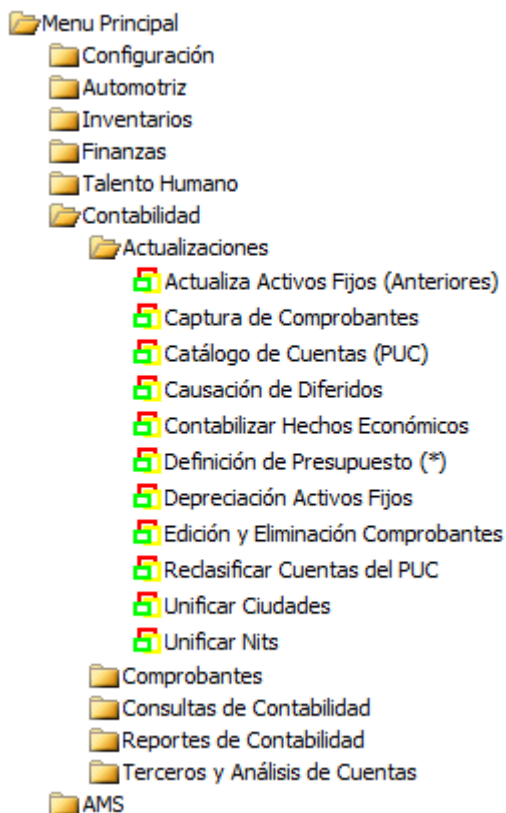 Menu Principal
Configuración
Automotriz
Inventarios
Finanzas
Talento Humano
Contabilidad
Actualizaciones
Actualiza Activos Fijos (Anteriores)
Captura de Comprobantes
Catálogo de Cuentas (PUC)
Causación de Diferidos
Contabilizar Hechos Económicos
Definición de Presupuesto (*)
Depreciación Activos Fijos
Edición y Eliminación Comprobantes
Reclasificar Cuentas del PUC
Unificar Ciudades
Unificar Nits
Comprobantes
Consultas de Contabilidad
Reportes de Contabilidad
Terceros y Análisis de Cuentas
AMS